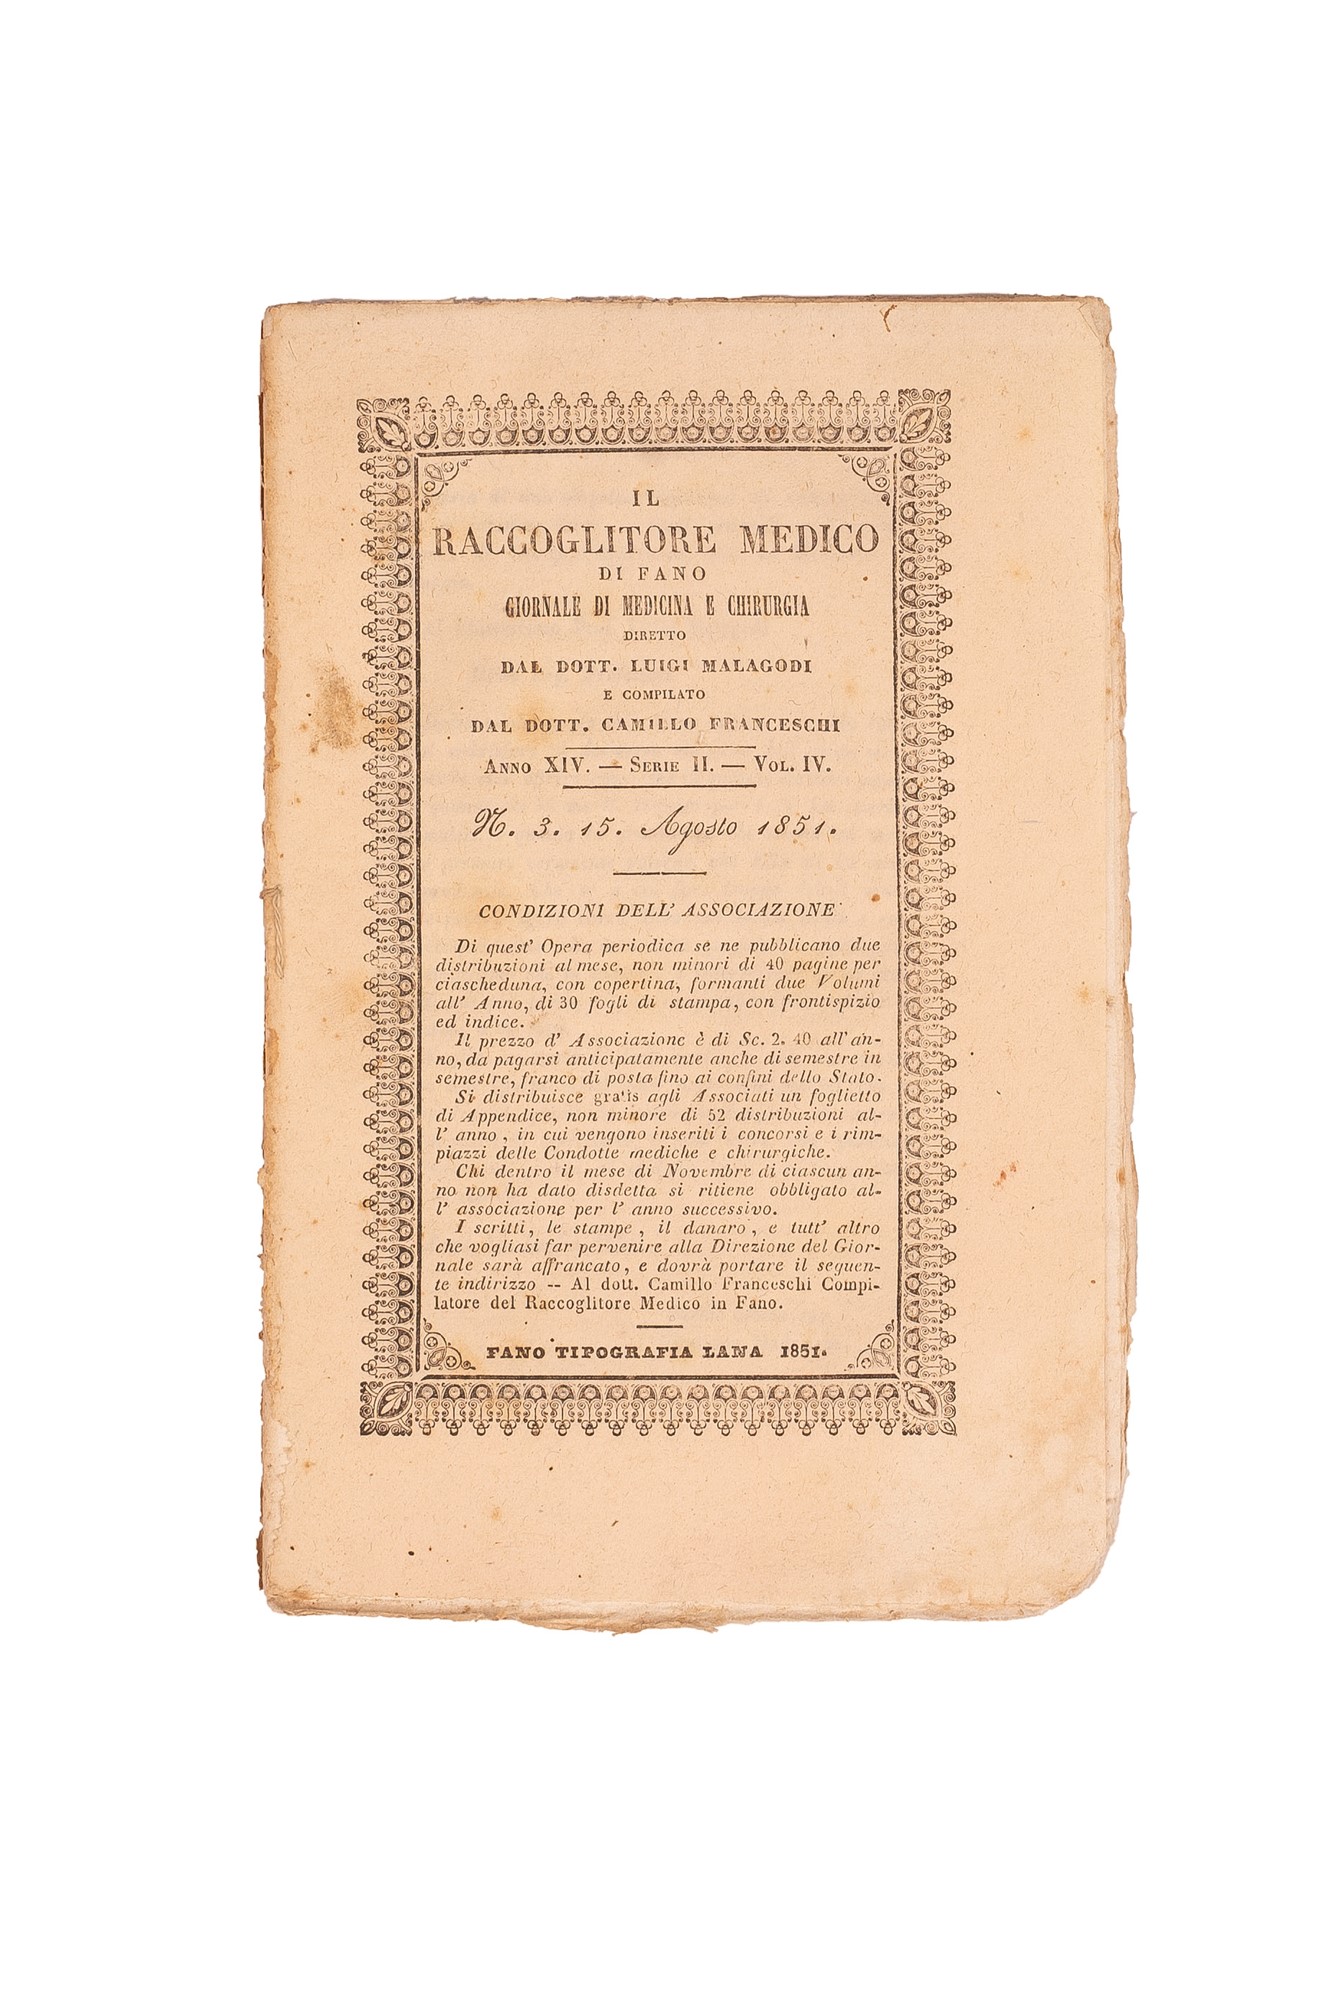 IL
RACCOGLITORE MEDICO
DI FANO
GIORNALE DI MEDICINA E CHIRURGIA
DIRETTO
DAL DOTT. LUIGI MALAGODI
E COMPILATO
DAL DOTT. CAMILLO FRANCESCHI
ANNO XIV. — SERIE II. — VOL. IV.
N. 3. 15. Agosto 1851.
CONDIZIONI DELL' ASSOCIAZIONE
Di quest' Opera periodica se ne pubblicano due
distribuzioni al mese, non minori di 40 pagine per
ciascheduna, con copertina, formanti due Volumi
all' Anno, di 30 fogli di stampa, con frontispizio
ed indice.
Il prezzo d' Associazione è di Sc. 2. 40 all' an-
no, da pagarsi anticipatamente anche di semestre in
semestre, franco di posta fino ai confini dello Stato.
Si distribuisce gratis agli Associati un foglietto
di Appendice, non minore di 52 distribuzioni al-
l' anno, in cui vengono inseriti i concorsi e i rim-
piazzi delle Condotte mediche e chirurgiche.
Chi dentro il mese di Novembre di ciascun an-
no non ha dato disdetta si ritiene obbligato al-
l' associazione per l' anno successivo.
I scritti, le stampe, il danaro, e tutt' altro
che vogliasi far pervenire alla Direzione del Gior-
nale sarà affrancato, e dovrà portare il seguen-
te indirizzo -- Al dott. Camillo Franceschi Compi-
latore del Raccoglitore Medico in Fano.
FANO TIPOGRAFIA LANA 1851.